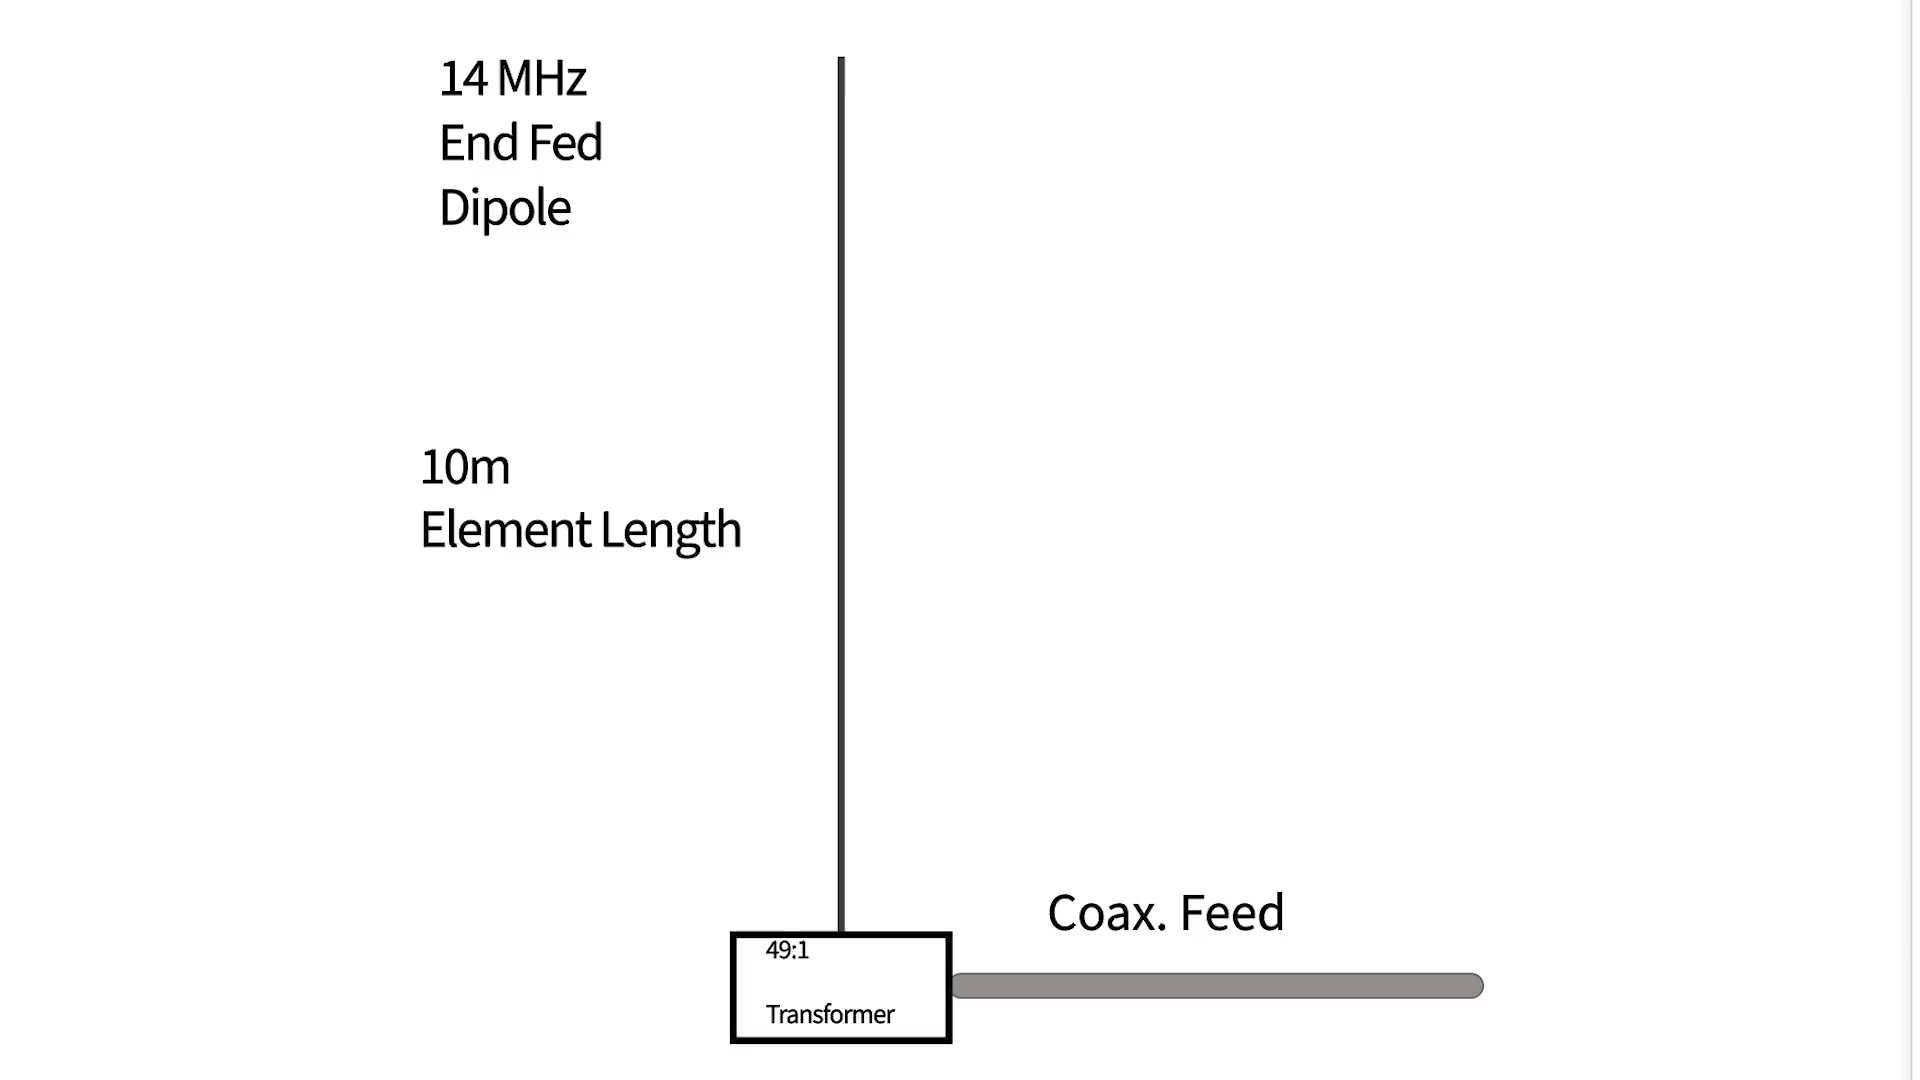 14 MHz
End Fed
Dipole
10m
Element Length
Coax. Feed
49:1
Transformer